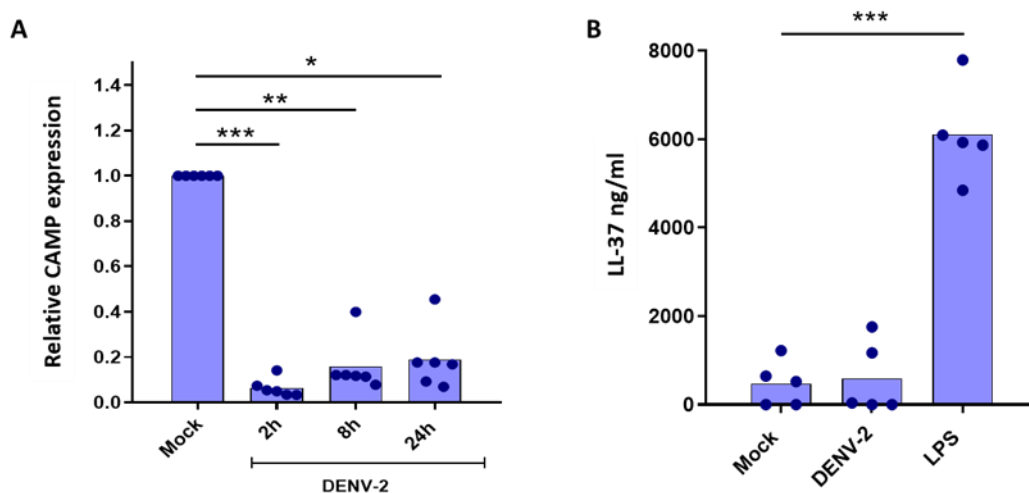 A
Relative CAMP expression
1.4
1.2
1.0
0.8
0.6
0.4
0.2
0.0
*
**
***
Mock
2h
8h
24h
DENV-2
B
LL-37 ng/ml
8000
6000
4000
2000
0
***
Mock
DENV-2
LPS